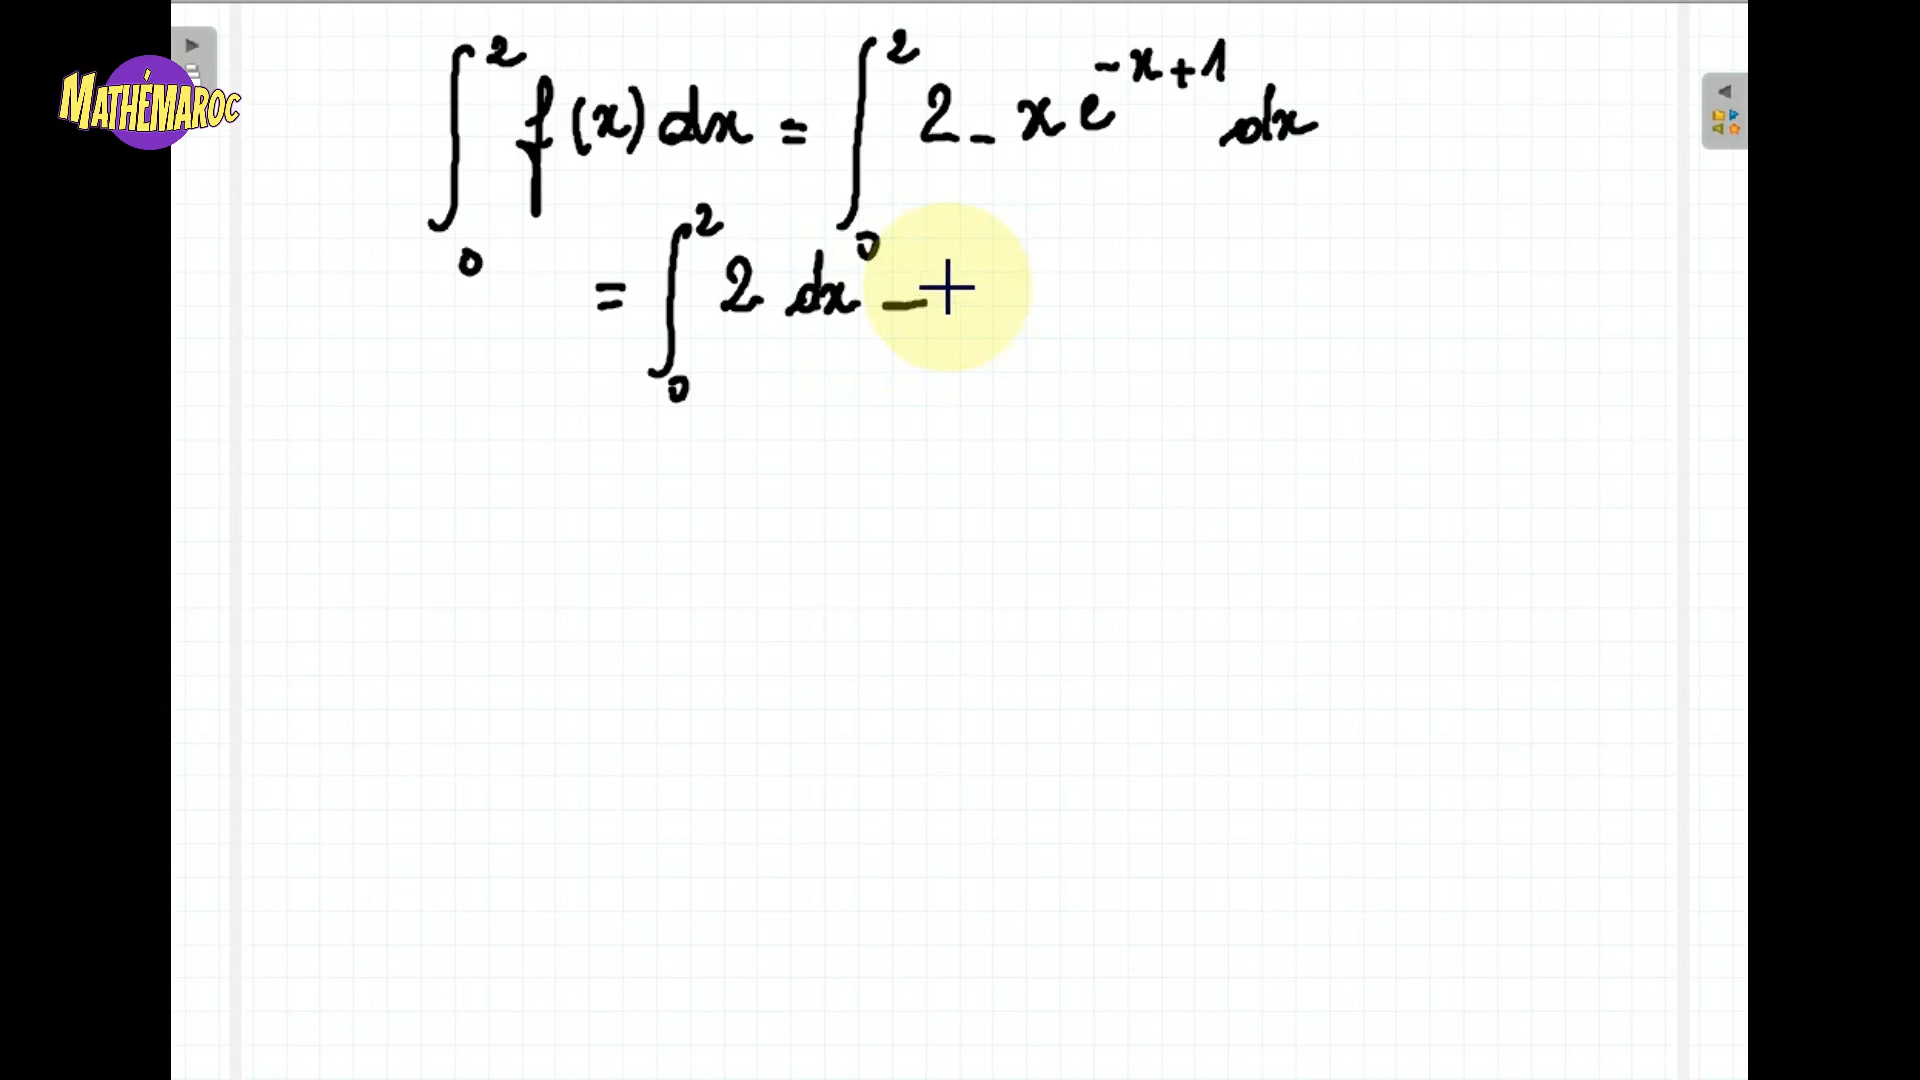 MATHÉMAROC
∫₀² f(x) dx = ∫₀² 2 - x e^{-x+1} dx
= ∫₀² 2 dx -